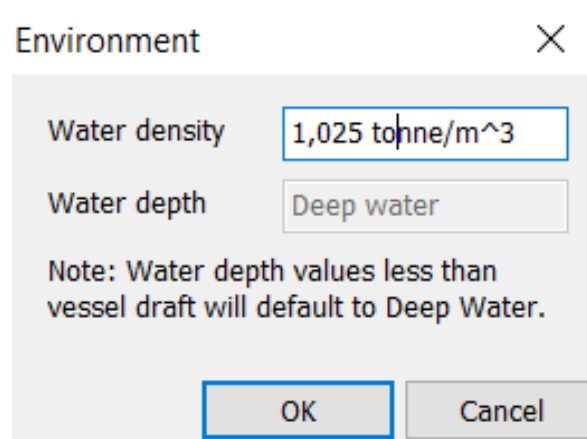 Environment
Water density 1,025 tonne/m^3
Water depth Deep water
Note: Water depth values less than
vessel draft will default to Deep Water.
OK Cancel